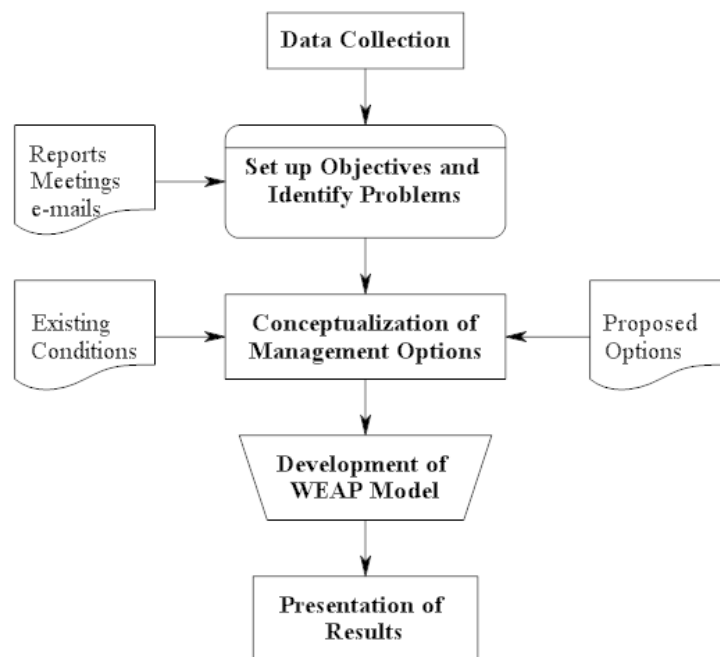 Data Collection
Reports
Meetings
e-mails
Set up Objectives and
Identify Problems
Existing
Conditions
Conceptualization of
Management Options
Proposed
Options
Development of
WEAP Model
Presentation of
Results